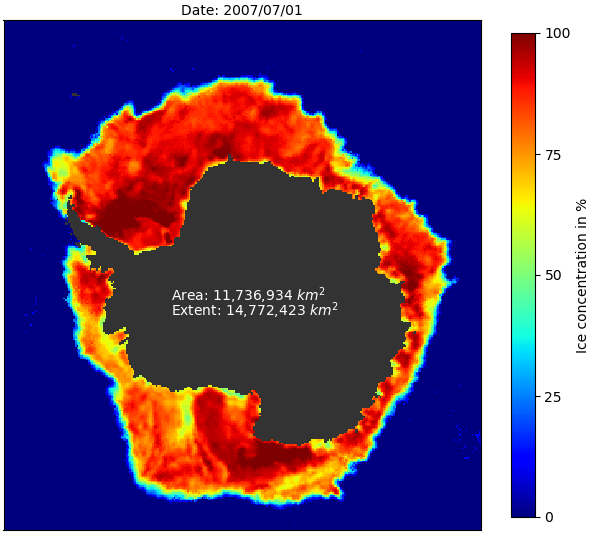 Date: 2007/07/01
100
75
50
25
0
Ice concentration in %
Area: 11,736,934 km²
Extent: 14,772,423 km²